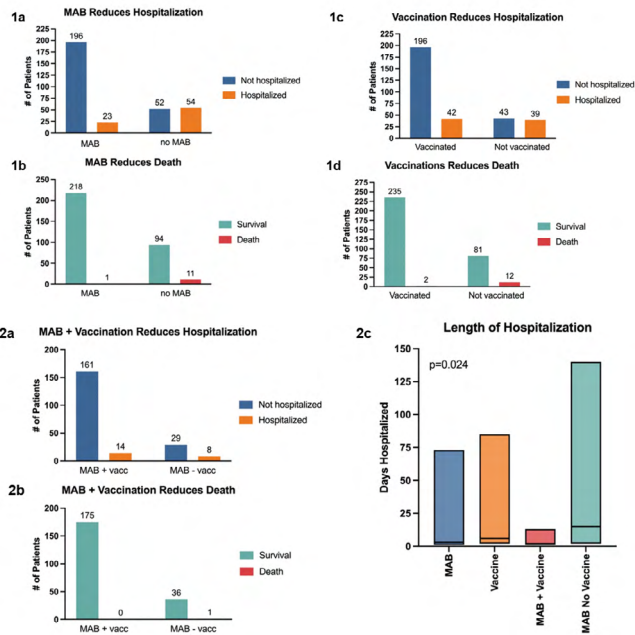 1a
MAB Reduces Hospitalization
# of Patients
225
200
175
150
125
100
75
50
25
0
196
23
52
54
MAB
no MAB
Not hospitalized
Hospitalized
1c
Vaccination Reduces Hospitalization
# of Patients
225
200
175
150
125
100
75
50
25
0
196
42
43
39
Vaccinated
Not vaccinated
Not hospitalized
Hospitalized
1b
MAB Reduces Death
# of Patients
250
200
150
100
50
0
218
1
94
11
MAB
no MAB
Survival
Death
1d
Vaccinations Reduces Death
# of Patients
275
250
225
200
175
150
125
100
75
50
25
0
235
2
81
12
Vaccinated
Not vaccinated
Survival
Death
2a
MAB + Vaccination Reduces Hospitalization
# of Patients
200
150
100
50
0
161
14
29
8
MAB + vacc
MAB - vacc
Not hospitalized
Hospitalized
2b
MAB + Vaccination Reduces Death
# of Patients
200
150
100
50
0
175
0
36
1
MAB + vacc
MAB - vacc
Survival
Death
2c
Length of Hospitalization
p=0.024
Days Hospitalized
150
125
100
75
50
25
0
MAB
Vaccine
MAB + Vaccine
MAB No Vaccine